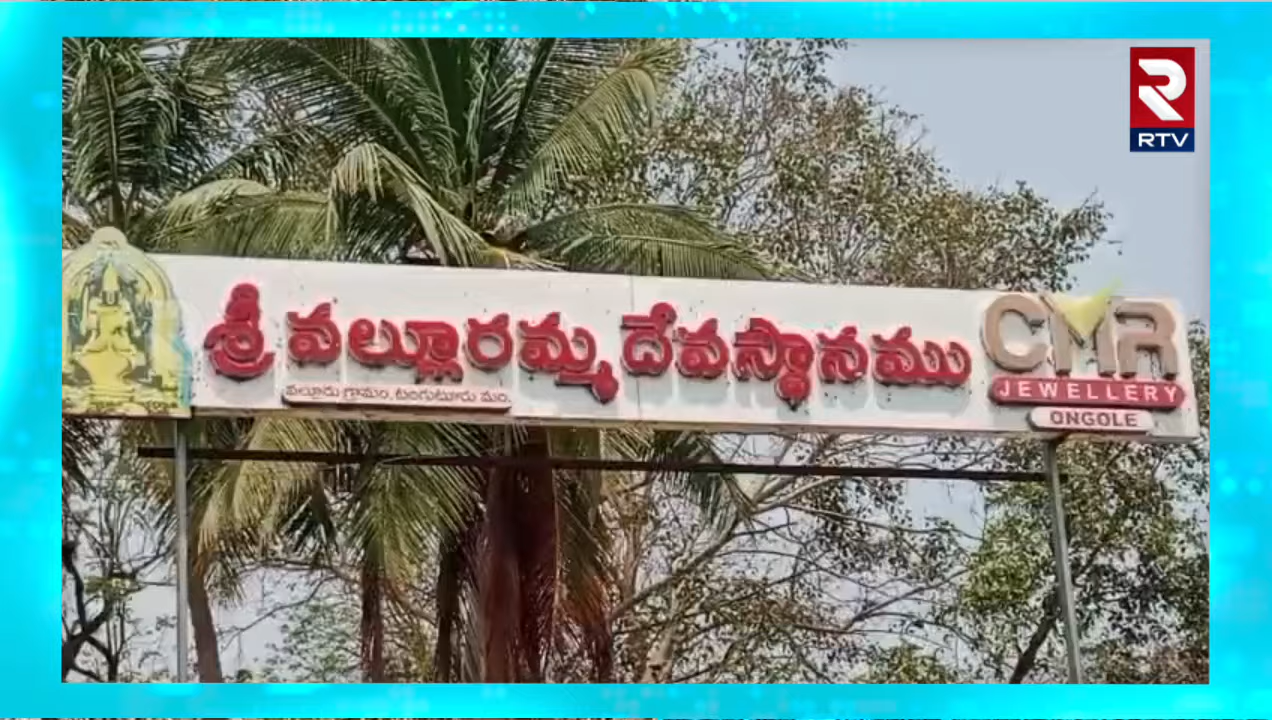 RTV
శ్రీ వల్లూరమ్మ దేవస్థానము
వల్లూరు గ్రామం, టంగుటూరు మం.
CMR
JEWELLERY
ONGOLE